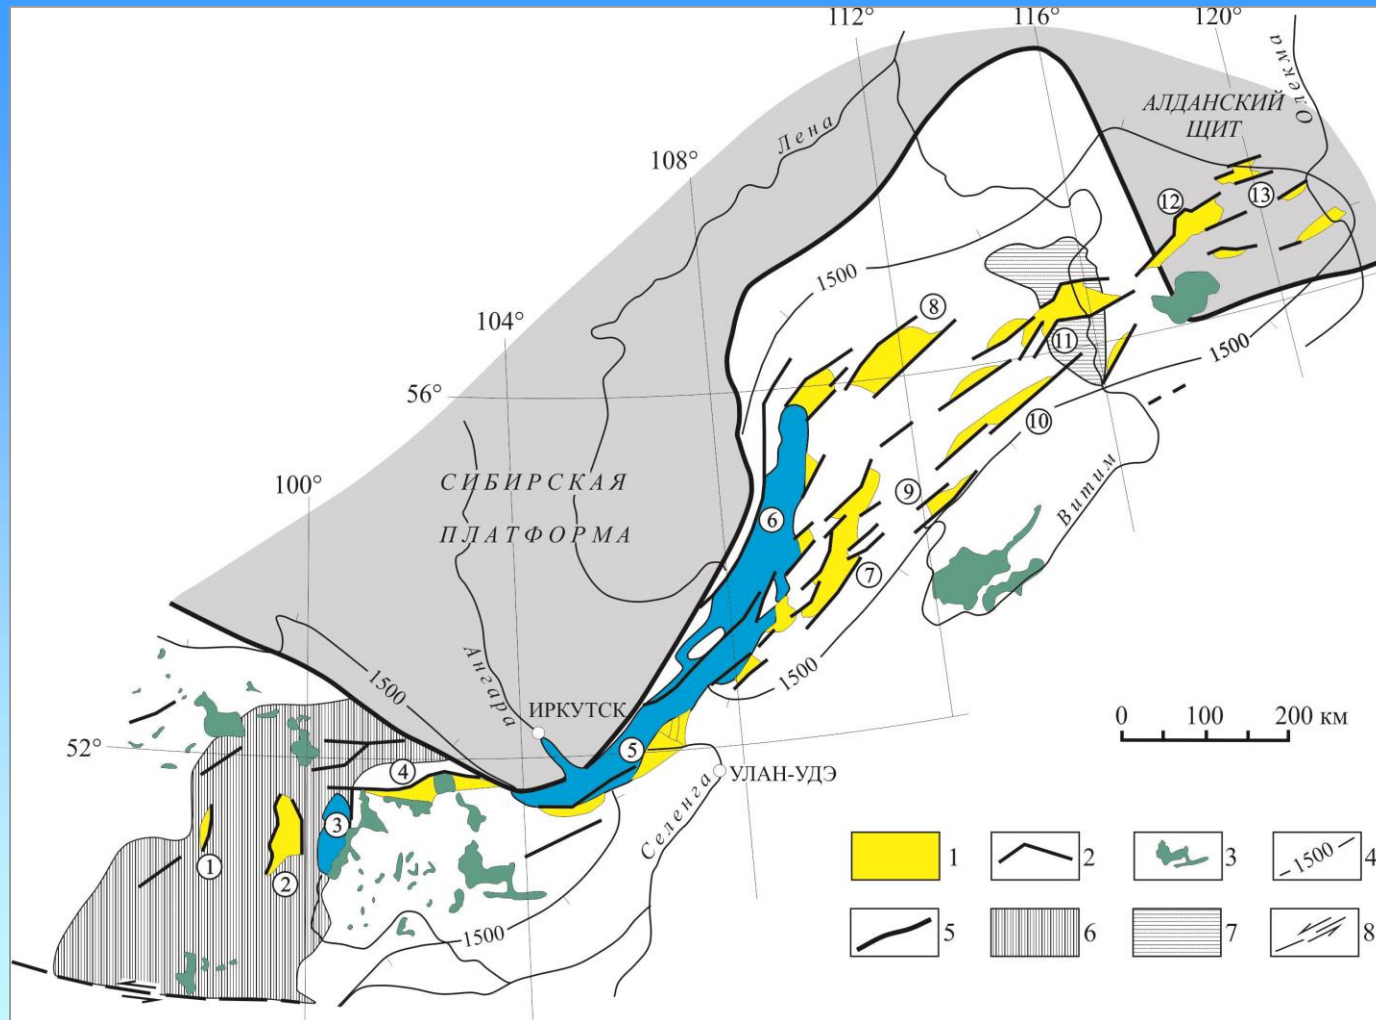 112°
116°
120°
Олекма
АЛДАНСКИЙ
ЩИТ
Лена
108°
12
13
1500
8
104°
11
1500
56°
10
100°
СИБИРСКАЯ
ПЛАТФОРМА
9
Витим
6
7
1500
Ангара
1500
ИРКУТСК
0 100 200 км
52°
5
4
УЛАН-УДЭ
Селенга
3
1
2
1500
1
2
3
1500
4
5
6
7
8